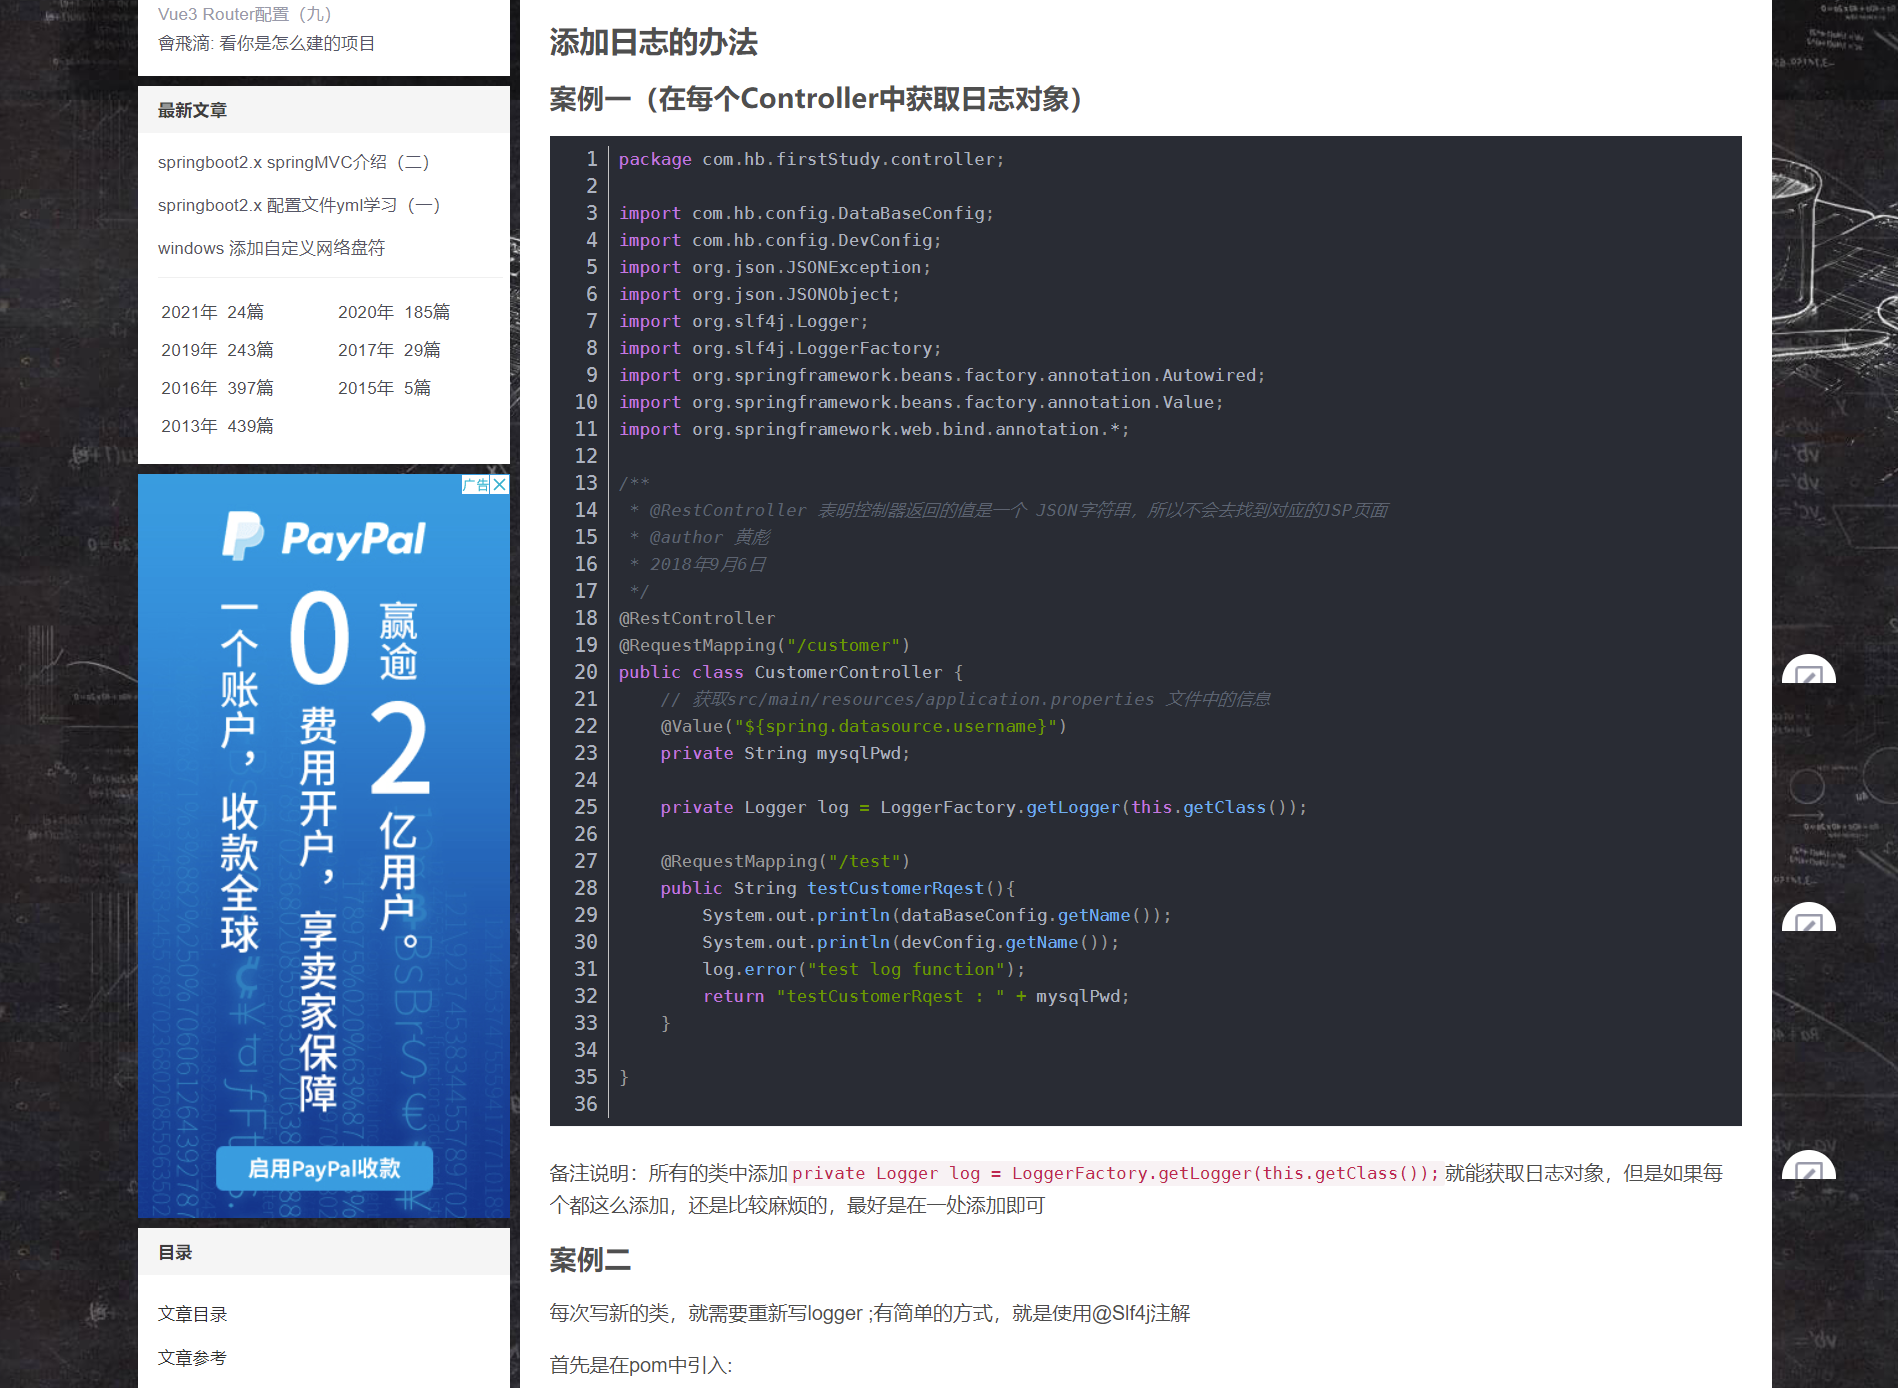 Vue3 Router配置（九）
會飛滴: 看你是怎么建的项目
最新文章
springboot2.x springMVC介绍（二）
springboot2.x 配置文件yml学习（一）
windows 添加自定义网络盘符
2021年 24篇
2020年 185篇
2019年 243篇
2017年 29篇
2016年 397篇
2015年 5篇
2013年 439篇
广告
PayPal
一个账户，收款全球
0费用开户，享卖家保障
赢逾2亿用户。
启用PayPal收款
目录
文章目录
文章参考
添加日志的办法
案例一（在每个Controller中获取日志对象）
1 package com.hb.firstStudy.controller;
2
3 import com.hb.config.DataBaseConfig;
4 import com.hb.config.DevConfig;
5 import org.json.JSONException;
6 import org.json.JSONObject;
7 import org.slf4j.Logger;
8 import org.slf4j.LoggerFactory;
9 import org.springframework.beans.factory.annotation.Autowired;
10 import org.springframework.beans.factory.annotation.Value;
11 import org.springframework.web.bind.annotation.*;
12
13 /**
14  * @RestController 表明控制器返回的值是一个 JSON字符串，所以不会去找到对应的JSP页面
15  * @author 黄彪
16  * 2018年9月6日
17  */
18 @RestController
19 @RequestMapping("/customer")
20 public class CustomerController {
21     // 获取src/main/resources/application.properties 文件中的信息
22     @Value("${spring.datasource.username}")
23     private String mysqlPwd;
24
25     private Logger log = LoggerFactory.getLogger(this.getClass());
26
27     @RequestMapping("/test")
28     public String testCustomerRqest(){
29         System.out.println(dataBaseConfig.getName());
30         System.out.println(devConfig.getName());
31         log.error("test log function");
32         return "testCustomerRqest : " + mysqlPwd;
33     }
34
35 }
36
备注说明：所有的类中添加 private Logger log = LoggerFactory.getLogger(this.getClass()); 就能获取日志对象，但是如果每
个都这么添加，还是比较麻烦的，最好是在一处添加即可
案例二
每次写新的类，就需要重新写logger ;有简单的方式，就是使用@Slf4j注解
首先是在pom中引入: